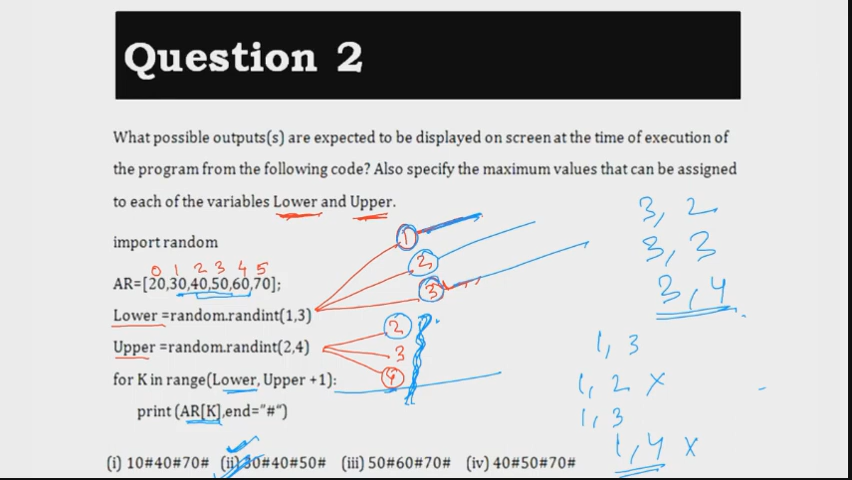 Question 2
What possible outputs(s) are expected to be displayed on screen at the time of execution of
the program from the following code? Also specify the maximum values that can be assigned
to each of the variables Lower and Upper.
import random
0 1 2 3 4 5
AR=[20,30,40,50,60,70];
Lower =random.randint(1,3)
Upper =random.randint(2,4)
for K in range(Lower, Upper +1):
print (AR[K],end="#")
(i) 10#40#70# (ii) 30#40#50# (iii) 50#60#70# (iv) 40#50#70#
1
2
3
2
3
4
3, 2
3, 3
3, 4
1, 3
1, 2 X
1, 3
1, 4 X